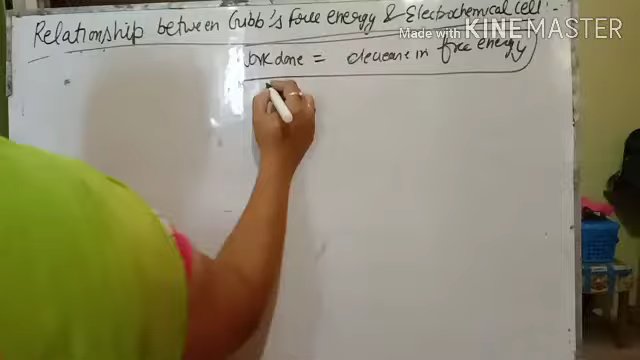 Relationship between Gibb's Free energy & Electrochemical cell :-
Made with KINEMASTER
work done = decrease in free energy